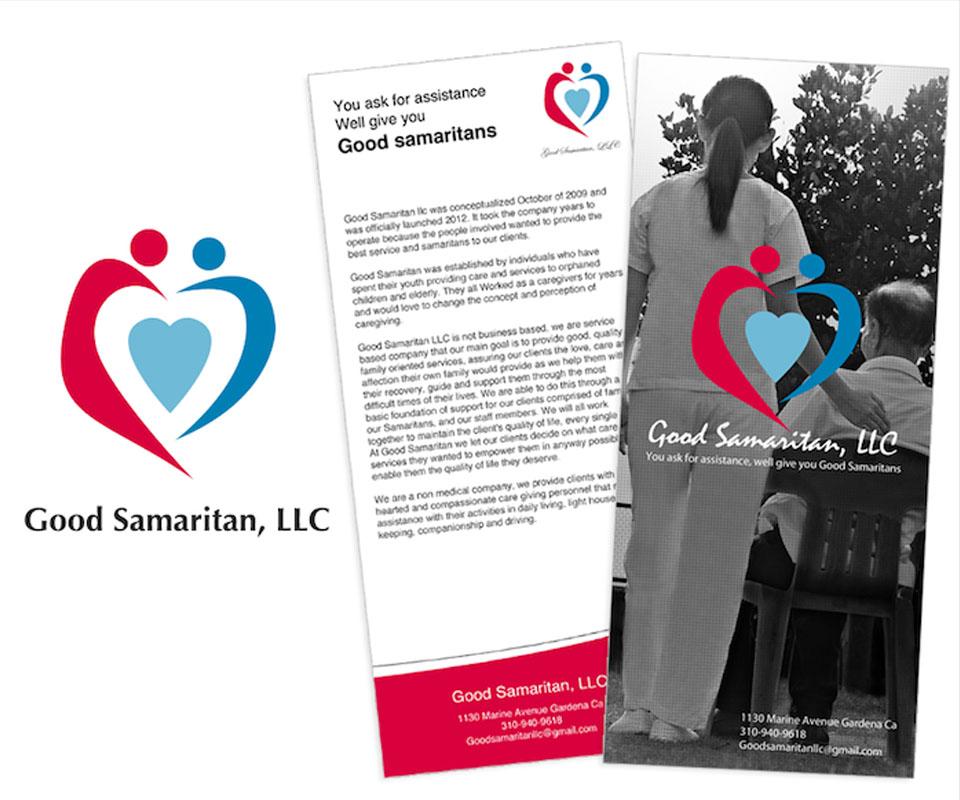 You ask for assistance
Well give you
Good samaritans
Good Samaritan, LLC
Good Samaritan llc was conceptualized October of 2009 and
was officially launched 2012. It took the company years to
operate because the people involved wanted to provide the
best service and samaritans to our clients.
Good Samaritan was established by individuals who have
spent their youth providing care and services to orphaned
children and elderly. They all Worked as a caregivers for years
and would love to change the concept and perception of
caregiving.
Good Samaritan LLC is not business based, we are service
based company that our main goal is to provide good, quality
family oriented services, assuring our clients the love, care
affection their own family would provide as we help them
their recovery, guide and support them through the most
difficult times of their lives. We are able to do this through a
basic foundation of support for our clients comprised of
our Samaritans, and our staff members. We will all work
together to maintain the client's quality of life, every single
At Good Samaritan we let our clients decide on what care
services they wanted to empower them in anyway
enable them the quality of life they deserve.
We are a non medical company, we provide clients with
hearted and compassionate care giving personnel that
assistance with their activities in daily living, light house
keeping, companionship and driving.
Good Samaritan, LLC
1130 Marine Avenue Gardena Ca
310-940-9618
Goodsamaritanllc@gmail.com
Good Samaritan, LLC
Good Samaritan, LLC
You ask for assistance, well give you Good Samaritans
1130 Marine Avenue Gardena Ca
310-940-9618
Goodsamaritanllc@gmail.com